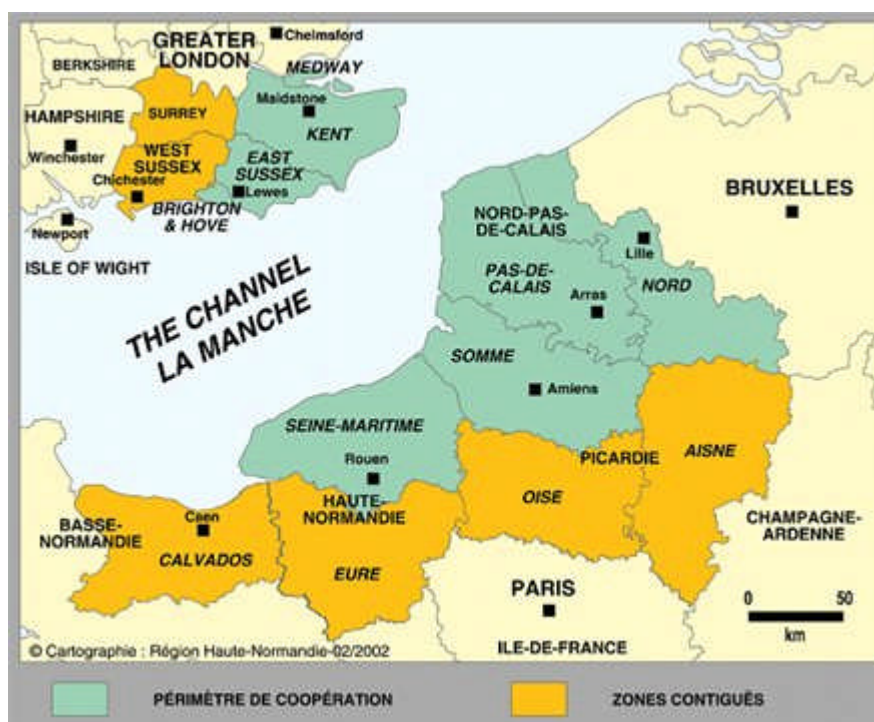 Chelmsford
GREATER
LONDON
BERKSHIRE
MEDWAY
Maidstone
HAMPSHIRE
SURREY
KENT
Winchester
WEST
SUSSEX
EAST
SUSSEX
Chichester
Lewes
BRIGHTON
& HOVE
Newport
ISLE OF WIGHT
BRUXELLES
NORD-PAS-
DE-CALAIS
Lille
PAS-DE-
CALAIS
NORD
Arras
THE CHANNEL
LA MANCHE
SOMME
Amiens
SEINE-MARITIME
Rouen
PICARDIE
AISNE
OISE
HAUTE-
NORMANDIE
BASSE-
NORMANDIE
Caen
CALVADOS
EURE
CHAMPAGNE-
ARDENNE
PARIS
0 50
km
ILE-DE-FRANCE
© Cartographie : Région Haute-Normandie-02/2002
PÉRIMÈTRE DE COOPÉRATION
ZONES CONTIGUËS